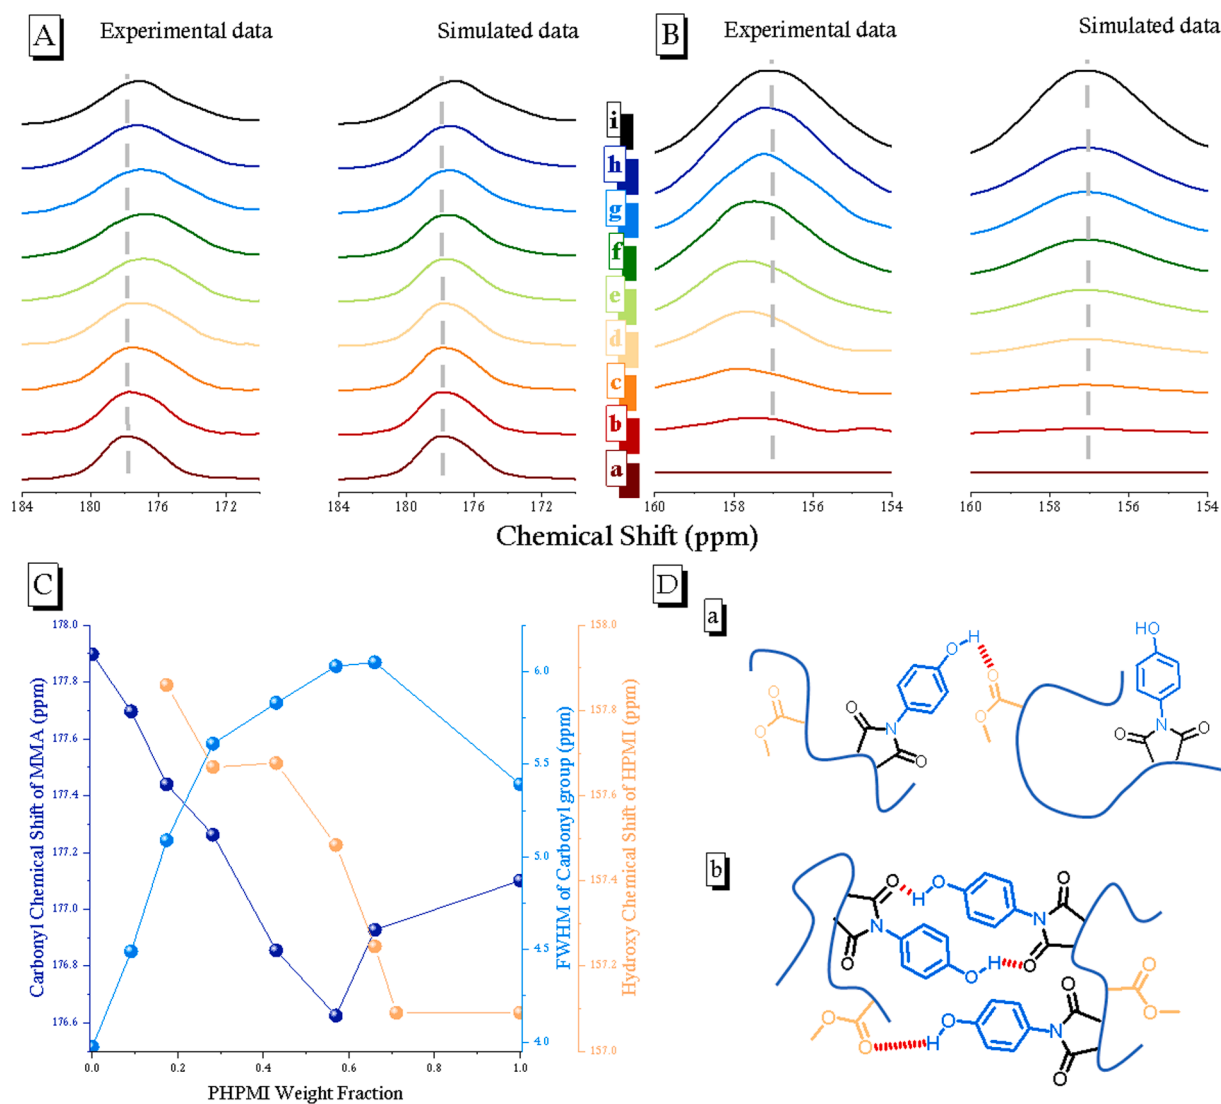 A
Experimental data
Simulated data
B
Experimental data
Simulated data
i
h
g
f
e
d
c
b
a
184 180 176 172
184 180 176 172
160 158 156 154
160 158 156 154
Chemical Shift (ppm)
C
Carbonyl Chemical Shift of MMA (ppm)
178.0
177.8
177.6
177.4
177.2
177.0
176.8
176.6
0.0 0.2 0.4 0.6 0.8 1.0
PHPMI Weight Fraction
6.0
5.5
5.0
4.5
4.0
FWHM of Carbonyl group (ppm)
158.0
157.8
157.6
157.4
157.2
157.0
Hydroxy Chemical Shift of HPMI (ppm)
D
a
O
O
O
N
O
O
H
O
O
HO
N
O
O
b
O
N
O
H
O
O
H
O
N
O
O
O
O
O
H
O
N
O
O
O
O